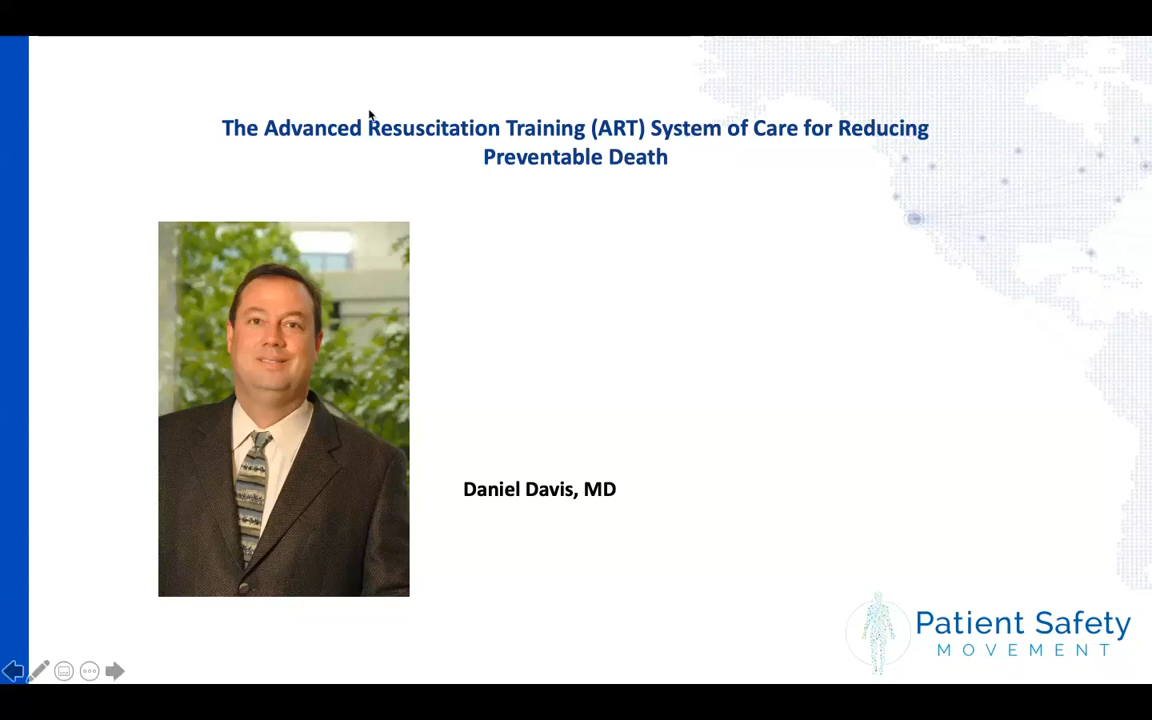 The Advanced Resuscitation Training (ART) System of Care for Reducing
Preventable Death
Daniel Davis, MD
Patient Safety
MOVEMENT